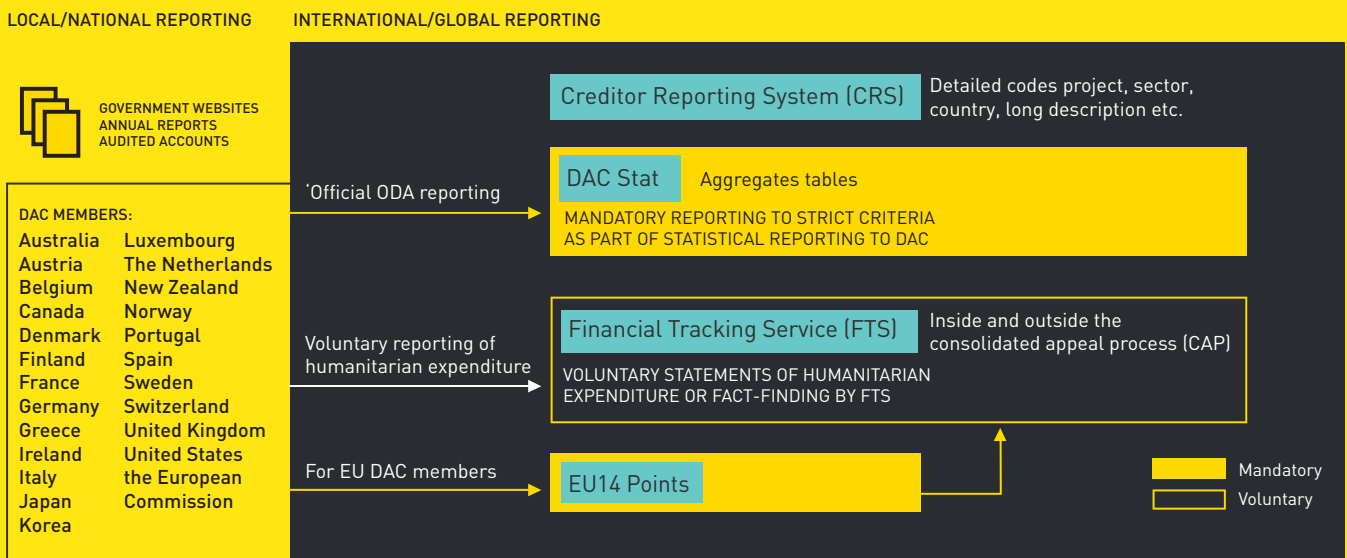 LOCAL/NATIONAL REPORTING
INTERNATIONAL/GLOBAL REPORTING
GOVERNMENT WEBSITES
ANNUAL REPORTS
AUDITED ACCOUNTS
DAC MEMBERS:
Australia
Austria
Belgium
Canada
Denmark
Finland
France
Germany
Greece
Ireland
Italy
Japan
Korea
Luxembourg
The Netherlands
New Zealand
Norway
Portugal
Spain
Sweden
Switzerland
United Kingdom
United States
the European
Commission
Creditor Reporting System (CRS)
Detailed codes project, sector,
country, long description etc.
‘Official ODA reporting
DAC Stat
Aggregates tables
MANDATORY REPORTING TO STRICT CRITERIA
AS PART OF STATISTICAL REPORTING TO DAC
Voluntary reporting of
humanitarian expenditure
Financial Tracking Service (FTS)
Inside and outside the
consolidated appeal process (CAP)
VOLUNTARY STATEMENTS OF HUMANITARIAN
EXPENDITURE OR FACT-FINDING BY FTS
For EU DAC members
EU14 Points
Mandatory
Voluntary